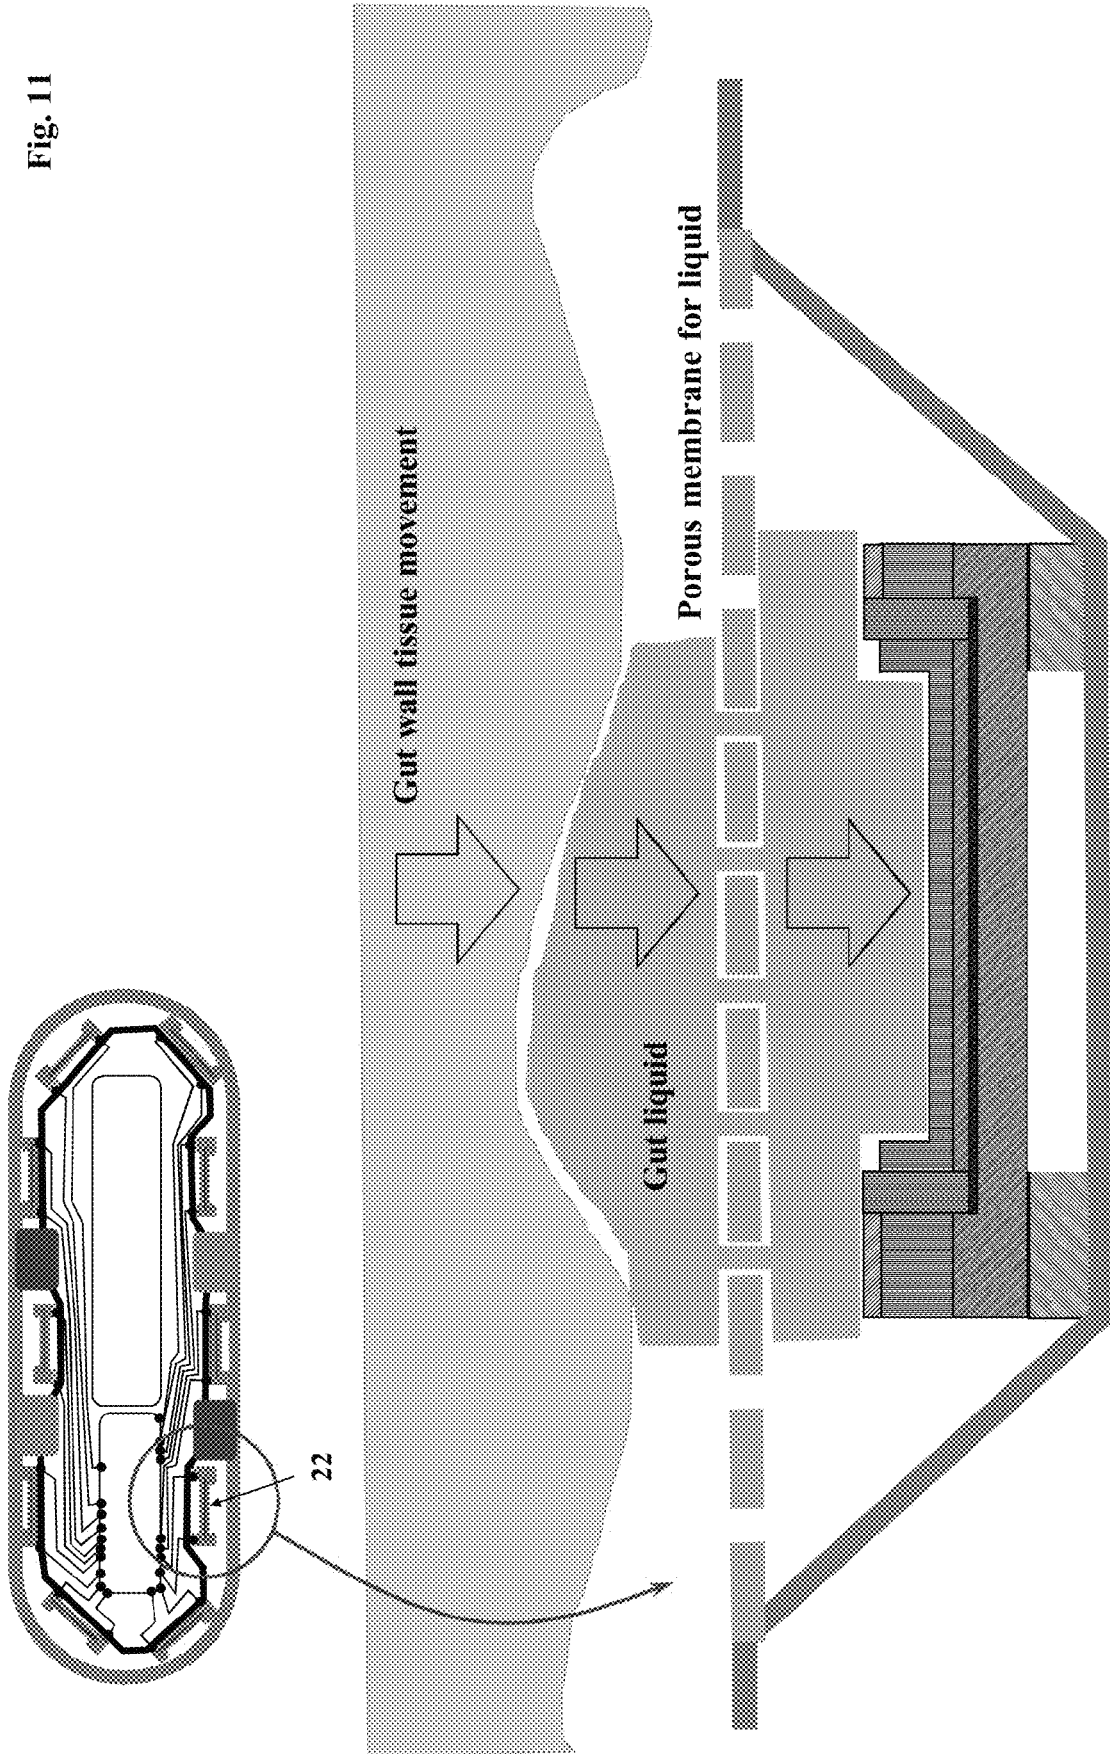 Fig. 11
Gut wall tissue movement
Porous membrane for liquid
Gut liquid
22